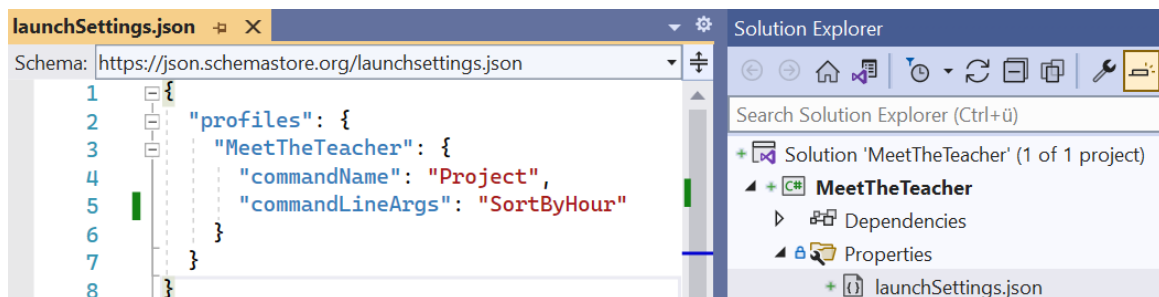 launchSettings.json
Schema: https://json.schemastore.org/launchsettings.json
1 {
2 "profiles": {
3 "MeetTheTeacher": {
4 "commandName": "Project",
5 "commandLineArgs": "SortByHour"
6 }
7 }
8 }
Solution Explorer
Search Solution Explorer (Ctrl+ü)
Solution 'MeetTheTeacher' (1 of 1 project)
C# MeetTheTeacher
Dependencies
Properties
launchSettings.json